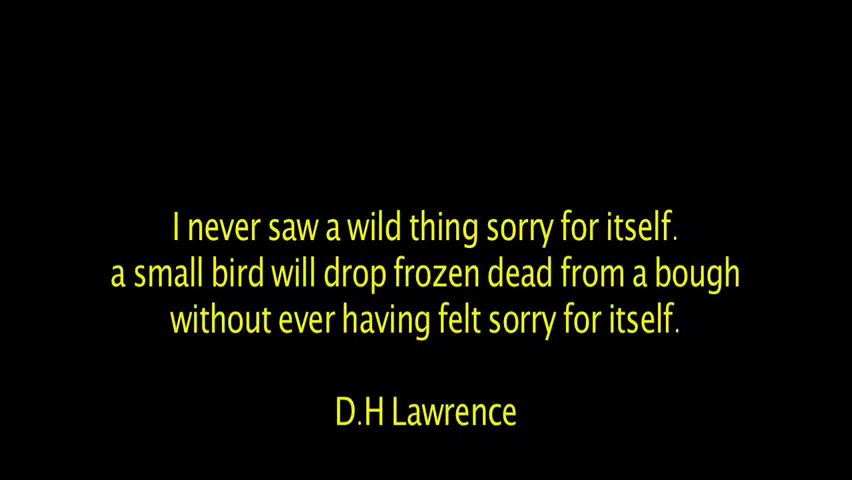 I never saw a wild thing sorry for itself.
a small bird will drop frozen dead from a bough
without ever having felt sorry for itself.
D.H Lawrence